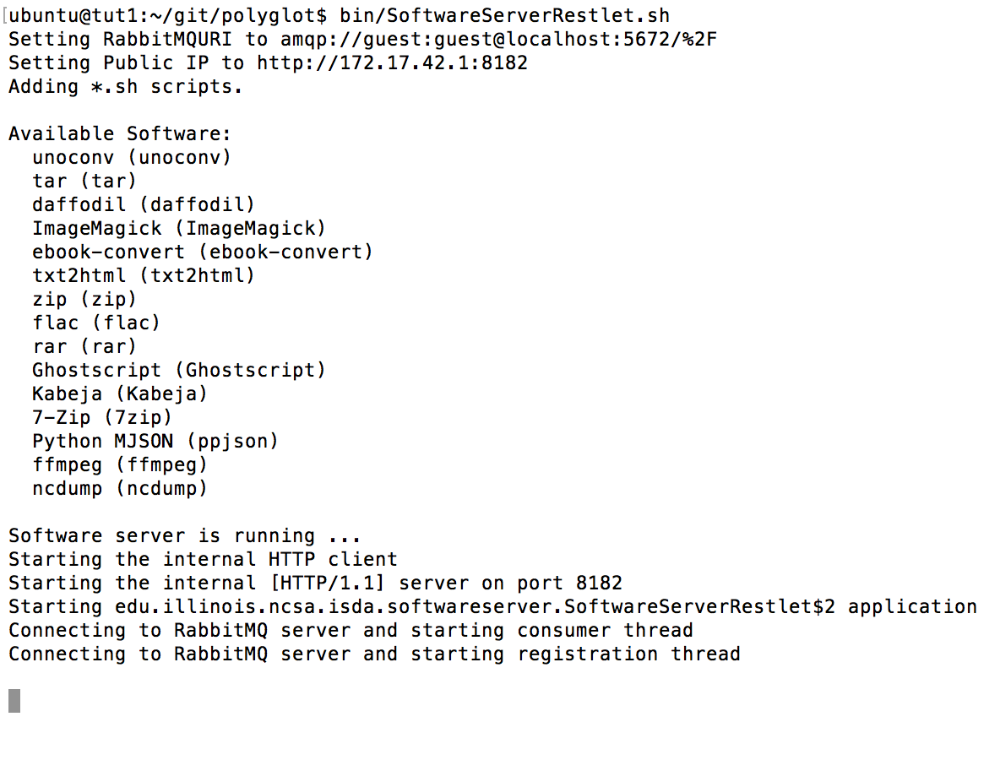 [ubuntu@tut1:~/git/polyglot$ bin/SoftwareServerRestlet.sh
Setting RabbitMQURI to amqp://guest:guest@localhost:5672/%2F
Setting Public IP to http://172.17.42.1:8182
Adding *.sh scripts.
Available Software:
unoconv (unoconv)
tar (tar)
daffodil (daffodil)
ImageMagick (ImageMagick)
ebook-convert (ebook-convert)
txt2html (txt2html)
zip (zip)
flac (flac)
rar (rar)
Ghostscript (Ghostscript)
Kabeja (Kabeja)
7-Zip (7zip)
Python MJSON (ppjson)
ffmpeg (ffmpeg)
ncdump (ncdump)
Software server is running ...
Starting the internal HTTP client
Starting the internal [HTTP/1.1] server on port 8182
Starting edu.illinois.ncsa.isda.softwareserver.SoftwareServerRestlet$2 application
Connecting to RabbitMQ server and starting consumer thread
Connecting to RabbitMQ server and starting registration thread